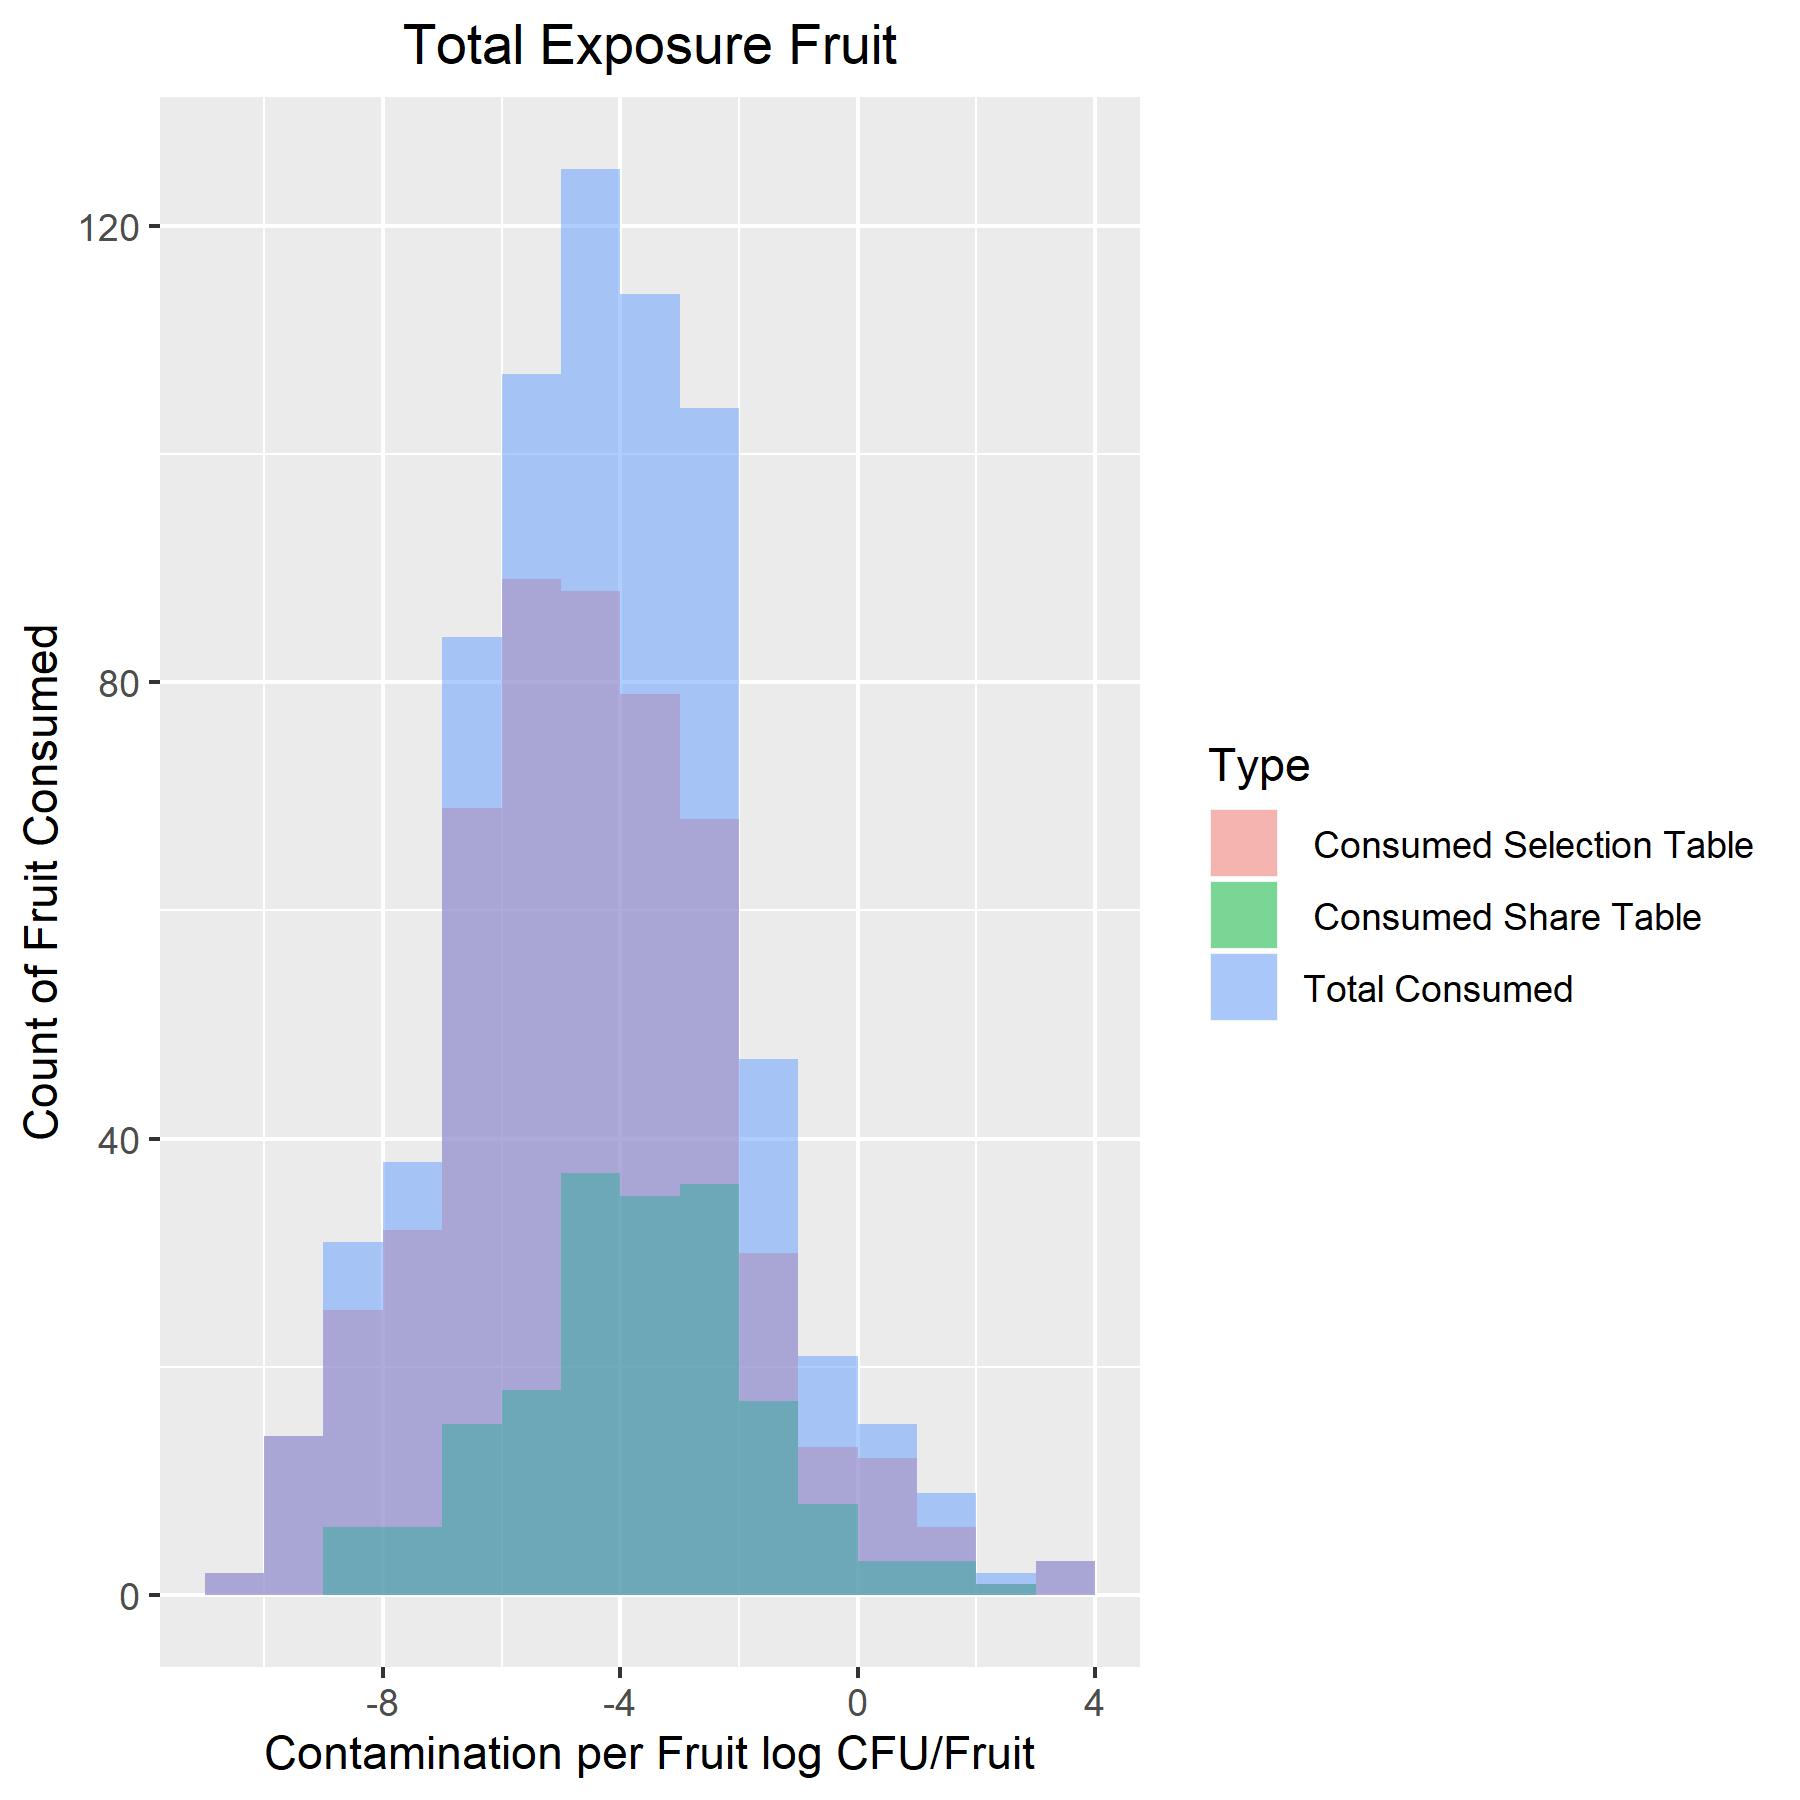 Total Exposure Fruit
120
80
40
0
Count of Fruit Consumed
-8
-4
0
4
Contamination per Fruit log CFU/Fruit
Type
Consumed Selection Table
Consumed Share Table
Total Consumed